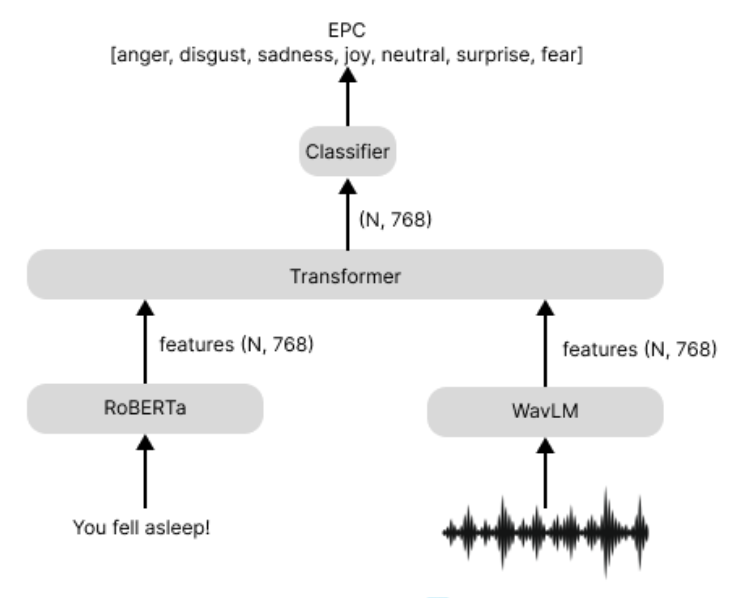 EPC
[anger, disgust, sadness, joy, neutral, surprise, fear]
Classifier
(N, 768)
Transformer
features (N, 768)
features (N, 768)
RoBERTa
WavLM
You fell asleep!